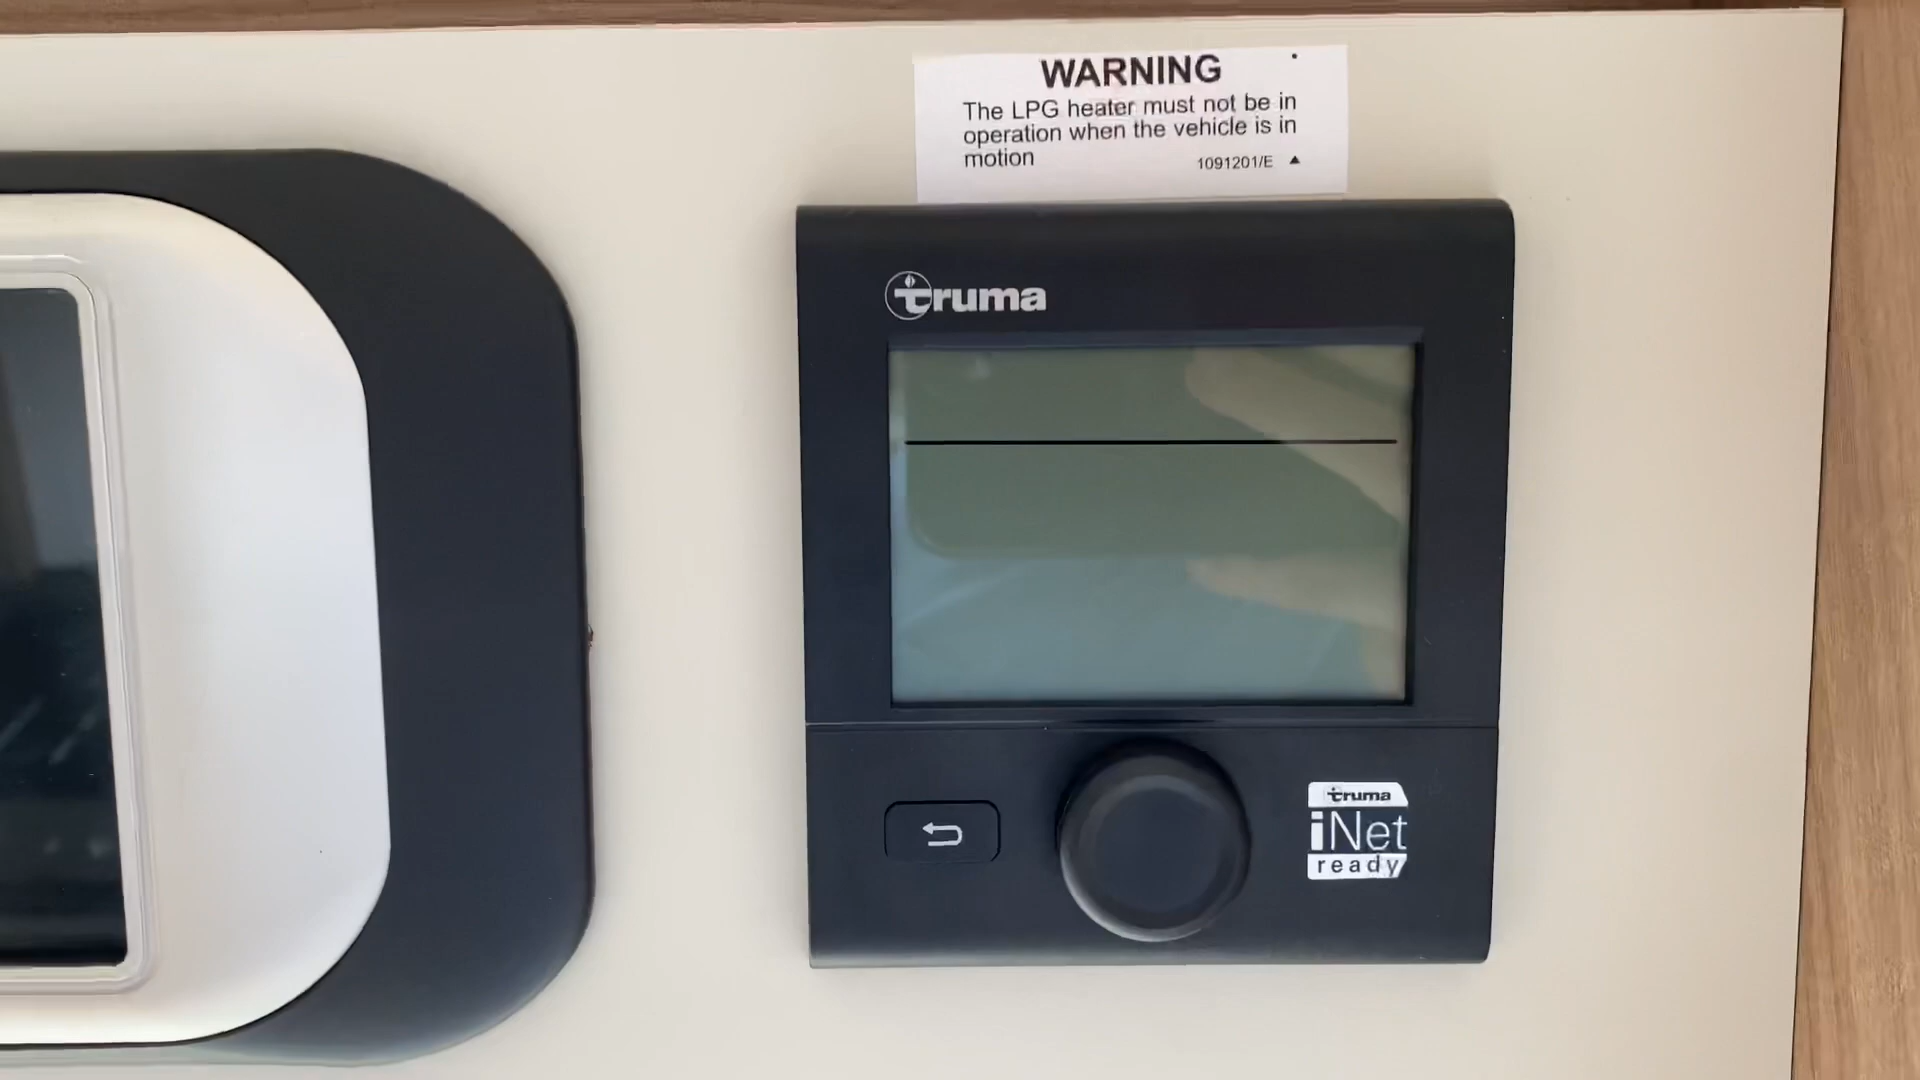 WARNING
The LPG heater must not be in
operation when the vehicle is in
motion
1091201/E
truma
truma
iNet
ready